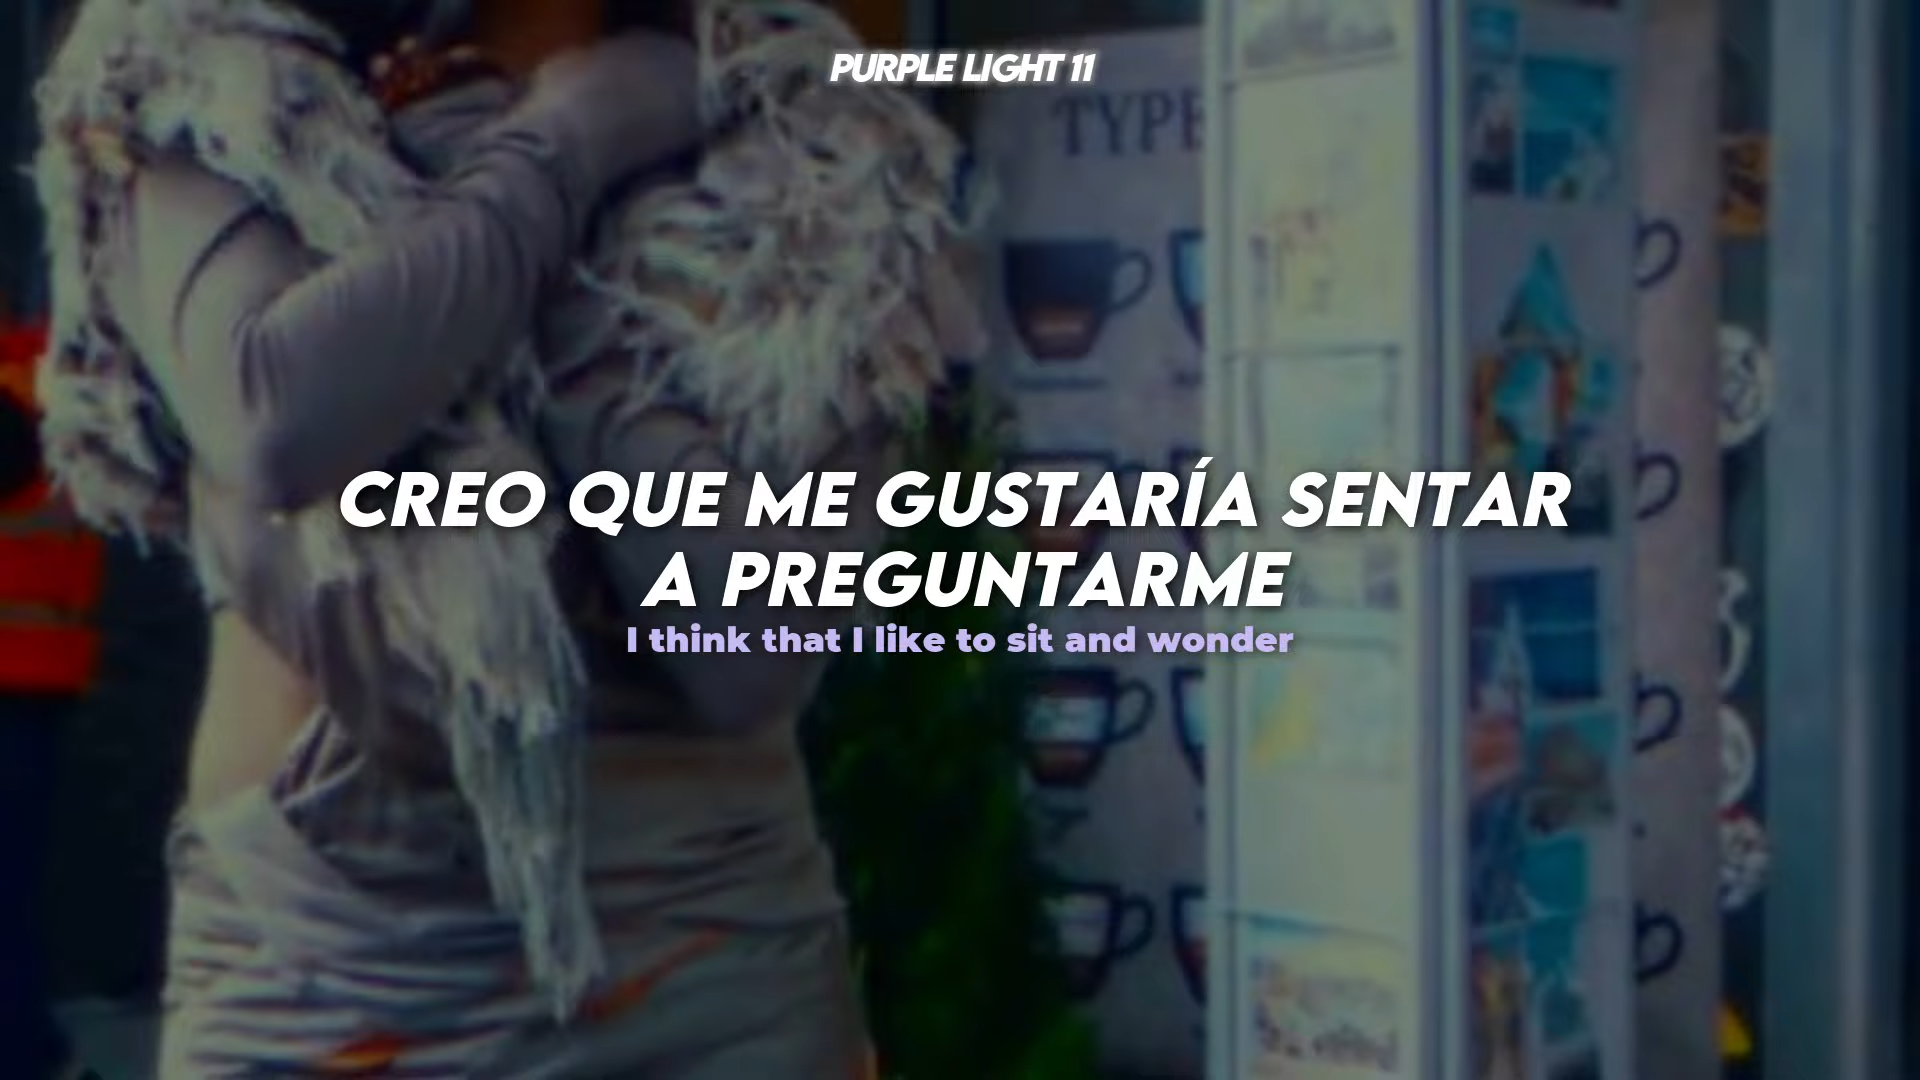 PURPLE LIGHT 11
TYPE
CREO QUE ME GUSTARÍA SENTAR
A PREGUNTARME
I think that I like to sit and wonder